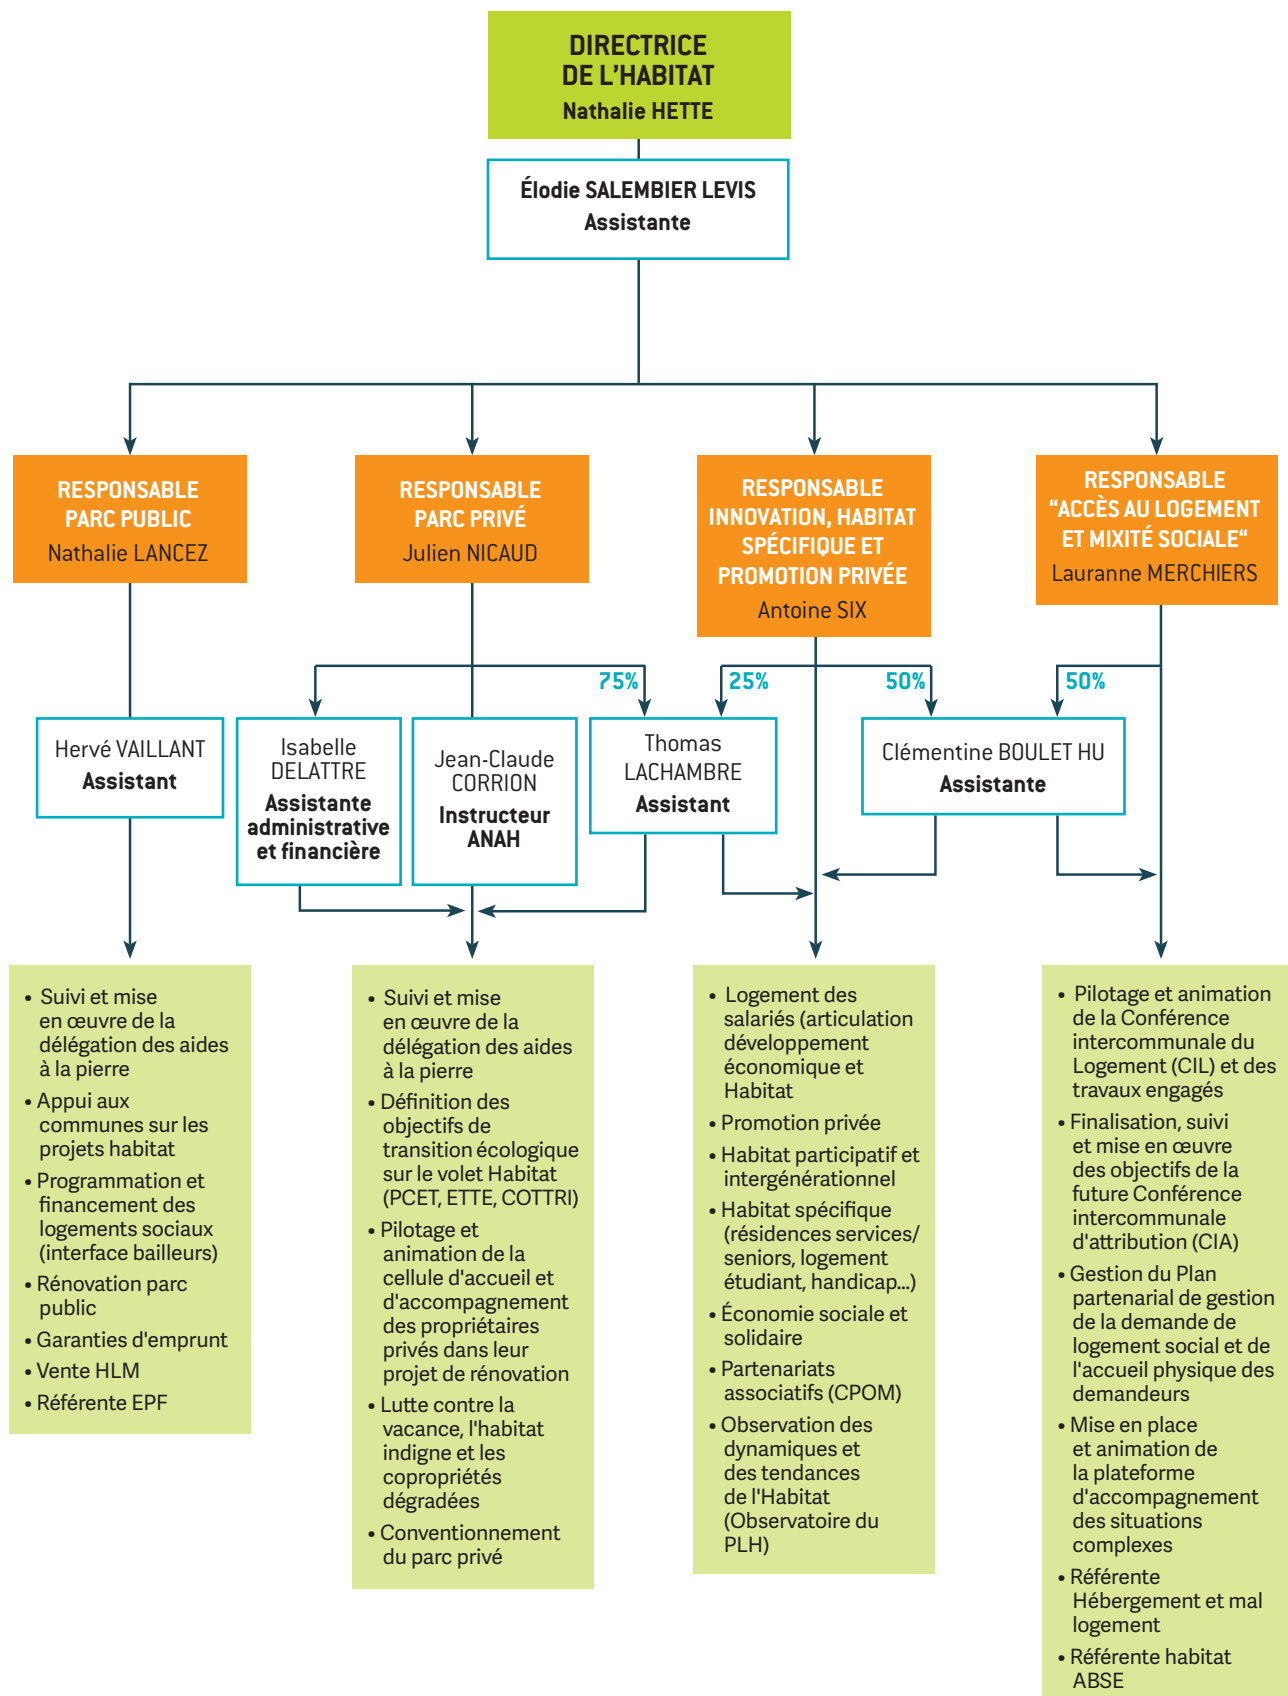 DIRECTRICE
DE L'HABITAT
Nathalie HETTE
Élodie SALEMBIER LEVIS
Assistante
RESPONSABLE
PARC PUBLIC
Nathalie LANCEZ
RESPONSABLE
PARC PRIVÉ
Julien NICAUD
RESPONSABLE
INNOVATION, HABITAT
SPÉCIFIQUE ET
PROMOTION PRIVÉE
Antoine SIX
RESPONSABLE
“ACCÈS AU LOGEMENT
ET MIXITÉ SOCIALE“
Lauranne MERCHIERS
75%
25%
50%
50%
Hervé VAILLANT
Assistant
Isabelle
DELATTRE
Assistante
administrative
et financière
Jean-Claude
CORRION
Instructeur
ANAH
Thomas
LACHAMBRE
Assistant
Clémentine BOULET HU
Assistante
• Suivi et mise
en œuvre de la
délégation des aides
à la pierre
• Appui aux
communes sur les
projets habitat
• Programmation et
financement des
logements sociaux
(interface bailleurs)
• Rénovation parc
public
• Garanties d'emprunt
• Vente HLM
• Référente EPF
• Suivi et mise
en œuvre de la
délégation des aides
à la pierre
• Définition des
objectifs de
transition écologique
sur le volet Habitat
(PCET, ETTE, COTTRI)
• Pilotage et
animation de la
cellule d'accueil et
d'accompagnement
des propriétaires
privés dans leur
projet de rénovation
• Lutte contre la
vacance, l'habitat
indigne et les
copropriétés
dégradées
• Conventionnement
du parc privé
• Logement des
salariés (articulation
développement
économique et
Habitat
• Promotion privée
• Habitat participatif et
intergénérationnel
• Habitat spécifique
(résidences services/
seniors, logement
étudiant, handicap...)
• Économie sociale et
solidaire
• Partenariats
associatifs (CPOM)
• Observation des
dynamiques et
des tendances
de l'Habitat
(Observatoire du
PLH)
• Pilotage et animation
de la Conférence
intercommunale du
Logement (CIL) et des
travaux engagés
• Finalisation, suivi
et mise en œuvre
des objectifs de la
future Conférence
intercommunale
d'attribution (CIA)
• Gestion du Plan
partenarial de gestion
de la demande de
logement social et de
l'accueil physique des
demandeurs
• Mise en place
et animation de
la plateforme
d'accompagnement
des situations
complexes
• Référente
Hébergement et mal
logement
• Référente habitat
ABSE